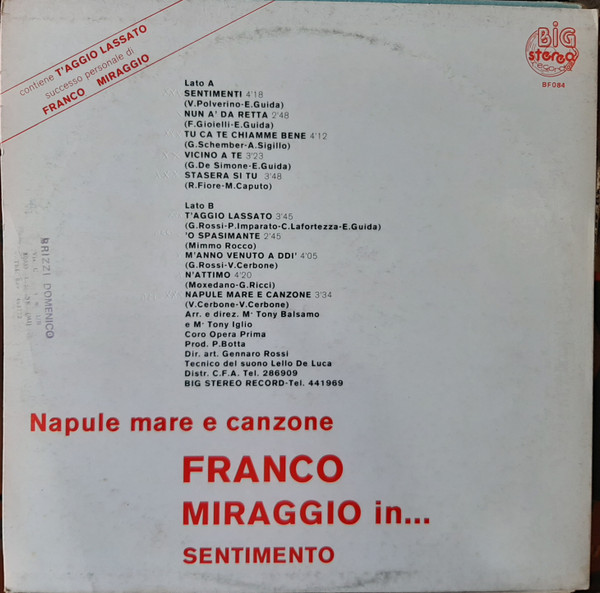 contiene T'AGGIO LASSATO
successo personale di
FRANCO MIRAGGIO
BIG
stereo
record
BF084
Lato A
SENTIMENTI 4'18
(V.Polverino-E.Guida)
NUN A' DA RETTA 2'48
(F.Gioielli-E.Guida)
TU CA TE CHIAMME BENE 4'12
(G.Schember-A.Sigillo)
VICINO A TE 3'23
(G.De Simone-E.Guida)
STASERA SI TU 3'48
(R.Fiore-M.Caputo)
Lato B
T'AGGIO LASSATO 3'45
(G.Rossi-P.Imparato-C.Lafortezza-E.Guida)
'O SPASIMANTE 2'45
(Mimmo Rocco)
M'ANNO VENUTO A DDI' 4'05
(G.Rossi-V.Cerbone)
N'ATTIMO 4'20
(Moxedano-G.Ricci)
NAPULE MARE E CANZONE 3'34
(V.Cerbone-V.Cerbone)
Arr. e direz. M° Tony Balsamo
e M° Tony Iglio
Coro Opera Prima
Prod. P.Botta
Dir. art. Gennaro Rossi
Tecnico del suono Lello De Luca
Distr. C.F.A. Tel. 286909
BIG STEREO RECORD-Tel. 441969
BRIZZI DOMENICO
Napule mare e canzone
FRANCO
MIRAGGIO in...
SENTIMENTO